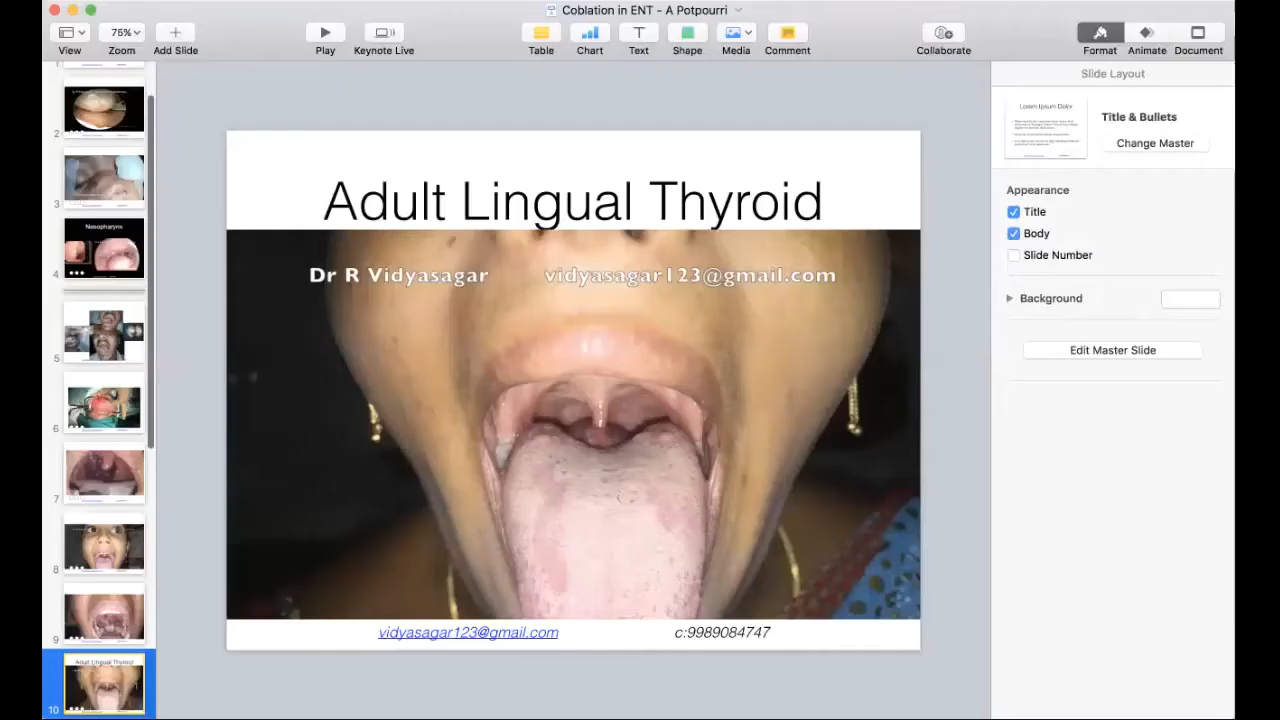 Coblation in ENT - A Potpourri
75%
View
Zoom
Add Slide
Play
Keynote Live
Table
Chart
Text
Shape
Media
Comment
Collaborate
Format
Animate
Document
2
3
Nasopharynx
4
5
6
7
8
9
Adult Lingual Thyroid
10
Adult Lingual Thyroid
Dr R Vidyasagar vidyasagar123@gmail.com
vidyasagar123@gmail.com c:9989084747
Slide Layout
Lorem Ipsum Dolor
Title & Bullets
Change Master
Appearance
Title
Body
Slide Number
Background
Edit Master Slide